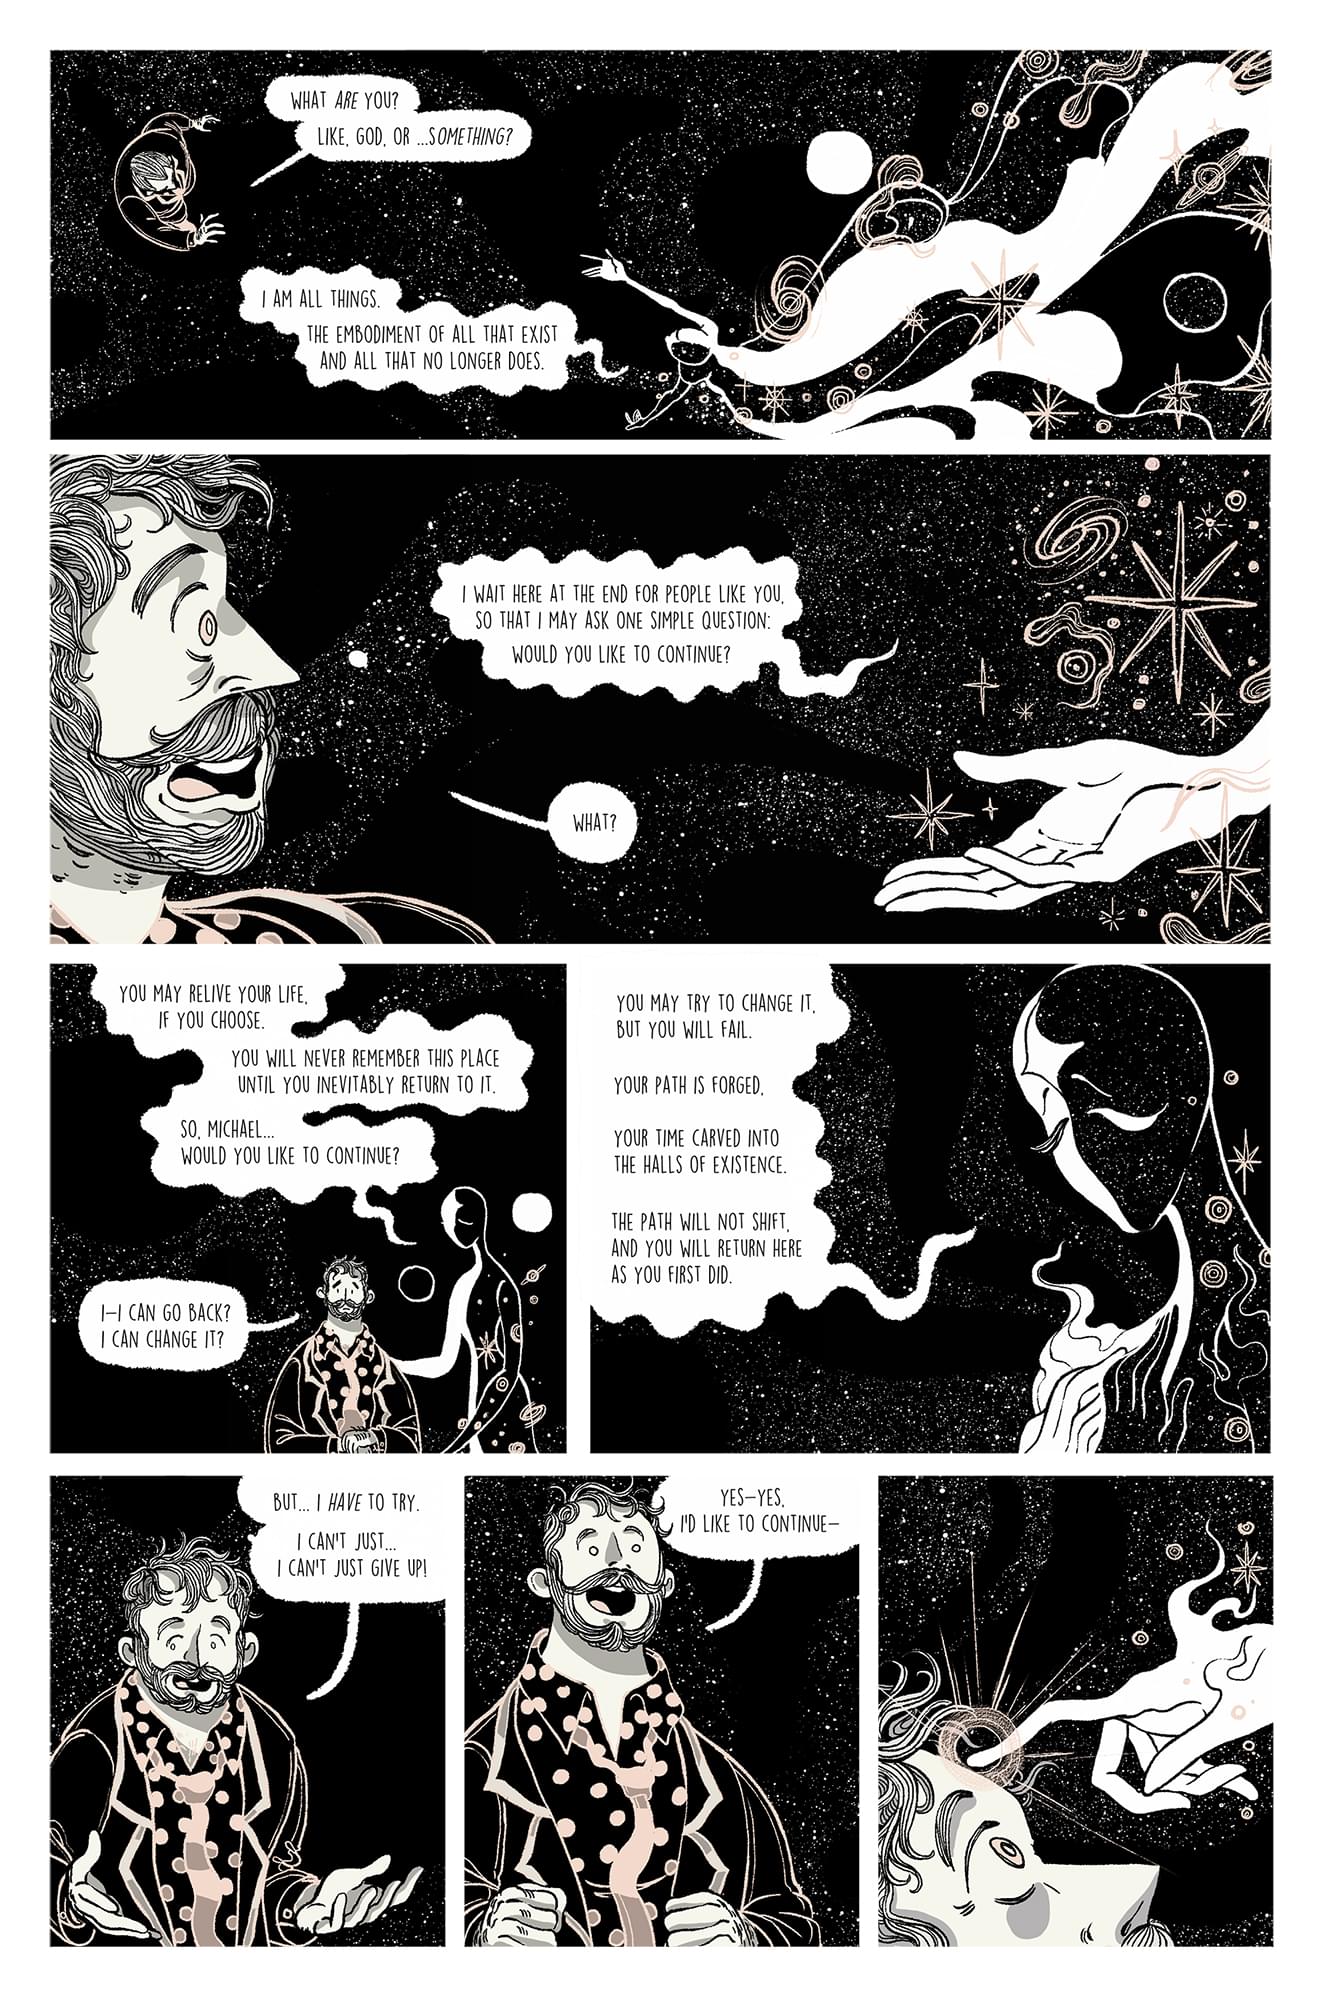 WHAT ARE YOU?
LIKE, GOD, OR ...SOMETHING?
I AM ALL THINGS.
THE EMBODIMENT OF ALL THAT EXIST
AND ALL THAT NO LONGER DOES.
I WAIT HERE AT THE END FOR PEOPLE LIKE YOU,
SO THAT I MAY ASK ONE SIMPLE QUESTION:
WOULD YOU LIKE TO CONTINUE?
WHAT?
YOU MAY RELIVE YOUR LIFE,
IF YOU CHOOSE.
YOU WILL NEVER REMEMBER THIS PLACE
UNTIL YOU INEVITABLY RETURN TO IT.
SO, MICHAEL...
WOULD YOU LIKE TO CONTINUE?
I–I CAN GO BACK?
I CAN CHANGE IT?
YOU MAY TRY TO CHANGE IT,
BUT YOU WILL FAIL.
YOUR PATH IS FORGED,
YOUR TIME CARVED INTO
THE HALLS OF EXISTENCE.
THE PATH WILL NOT SHIFT,
AND YOU WILL RETURN HERE
AS YOU FIRST DID.
BUT... I HAVE TO TRY.
I CAN'T JUST...
I CAN'T JUST GIVE UP!
YES–YES,
I'D LIKE TO CONTINUE–